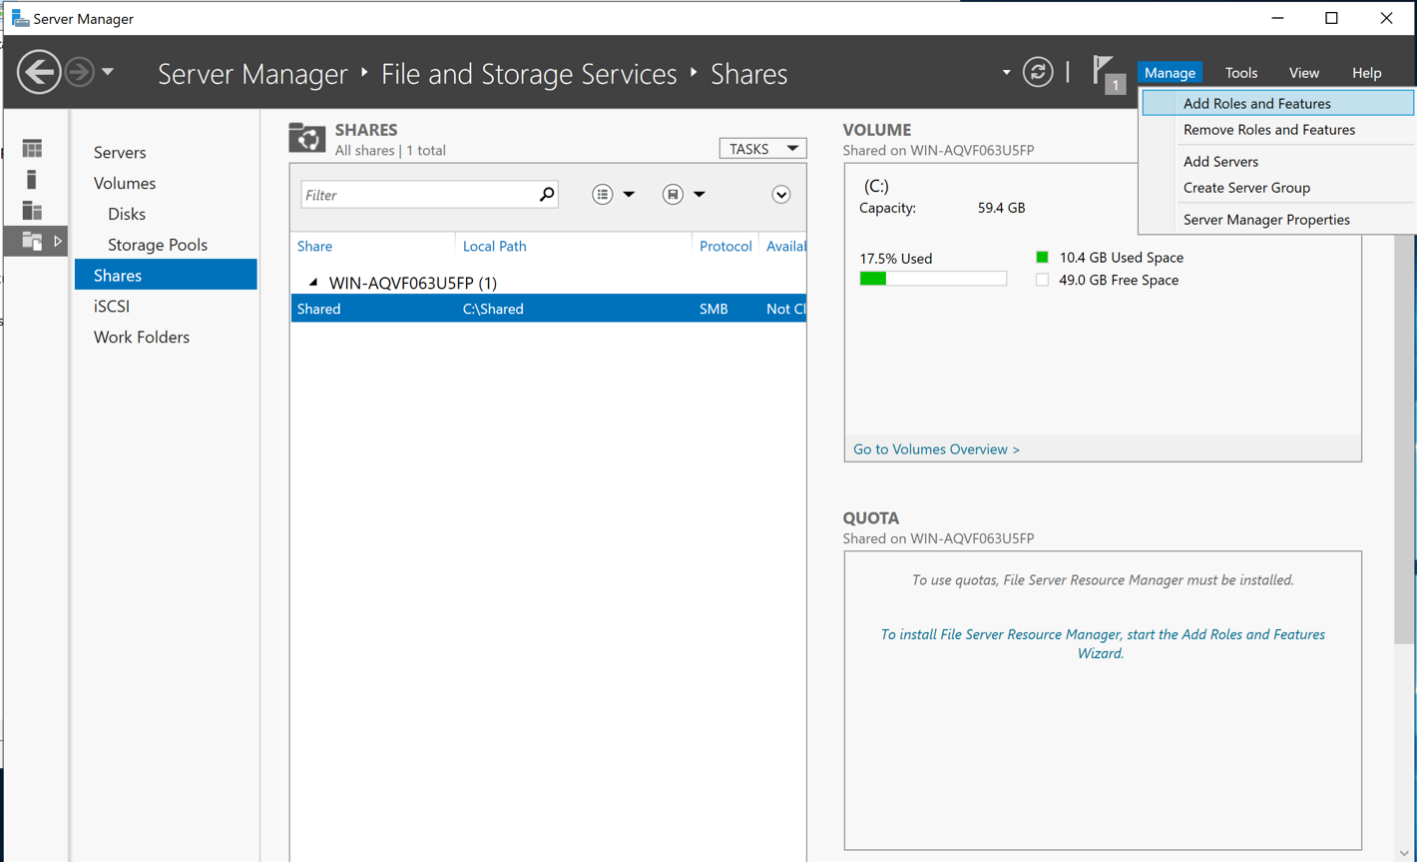 Server Manager
Server Manager ‣ File and Storage Services ‣ Shares
1
Manage Tools View Help
Add Roles and Features
Remove Roles and Features
Add Servers
Create Server Group
Server Manager Properties
Servers
Volumes
Disks
Storage Pools
Shares
iSCSI
Work Folders
SHARES
All shares | 1 total
TASKS
Filter
Share Local Path Protocol Availal
WIN-AQVF063U5FP (1)
Shared C:\Shared SMB Not Cl
VOLUME
Shared on WIN-AQVF063U5FP
(C:)
Capacity: 59.4 GB
17.5% Used
10.4 GB Used Space
49.0 GB Free Space
Go to Volumes Overview >
QUOTA
Shared on WIN-AQVF063U5FP
To use quotas, File Server Resource Manager must be installed.
To install File Server Resource Manager, start the Add Roles and Features
Wizard.